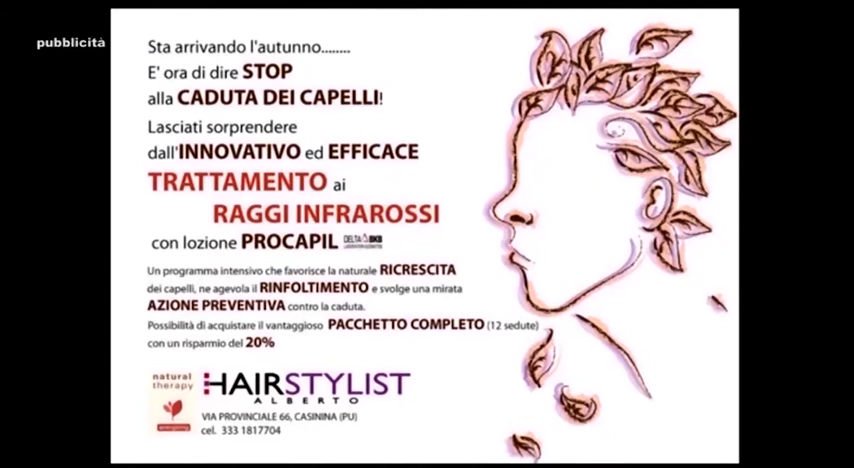 pubblicità
Sta arrivando l'autunno........
E' ora di dire STOP
alla CADUTA DEI CAPELLI!
Lasciati sorprendere
dall'INNOVATIVO ed EFFICACE
TRATTAMENTO ai
RAGGI INFRAROSSI
con lozione PROCAPIL DELTA BKB
Un programma intensivo che favorisce la naturale RICRESCITA
dei capelli, ne agevola il RINFOLTIMENTO e svolge una mirata
AZIONE PREVENTIVA contro la caduta.
Possibilità di acquistare il vantaggioso PACCHETTO COMPLETO (12 sedute)
con un risparmio del 20%
natural
therapy
energizing
HAIRSTYLIST
ALBERTO
VIA PROVINCIALE 66, CASININA (PU)
cel. 333 1817704